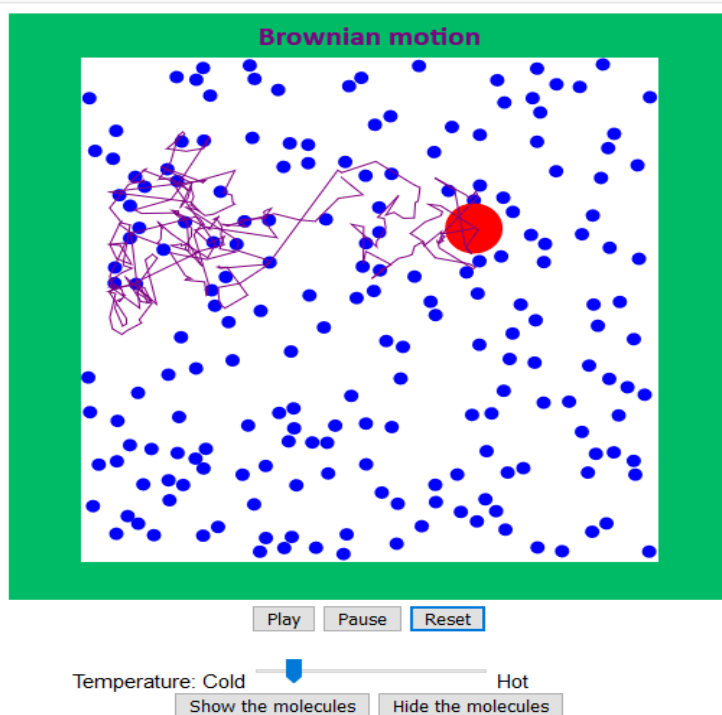 Brownian motion
Play Pause Reset
Temperature: Cold Hot
Show the molecules Hide the molecules